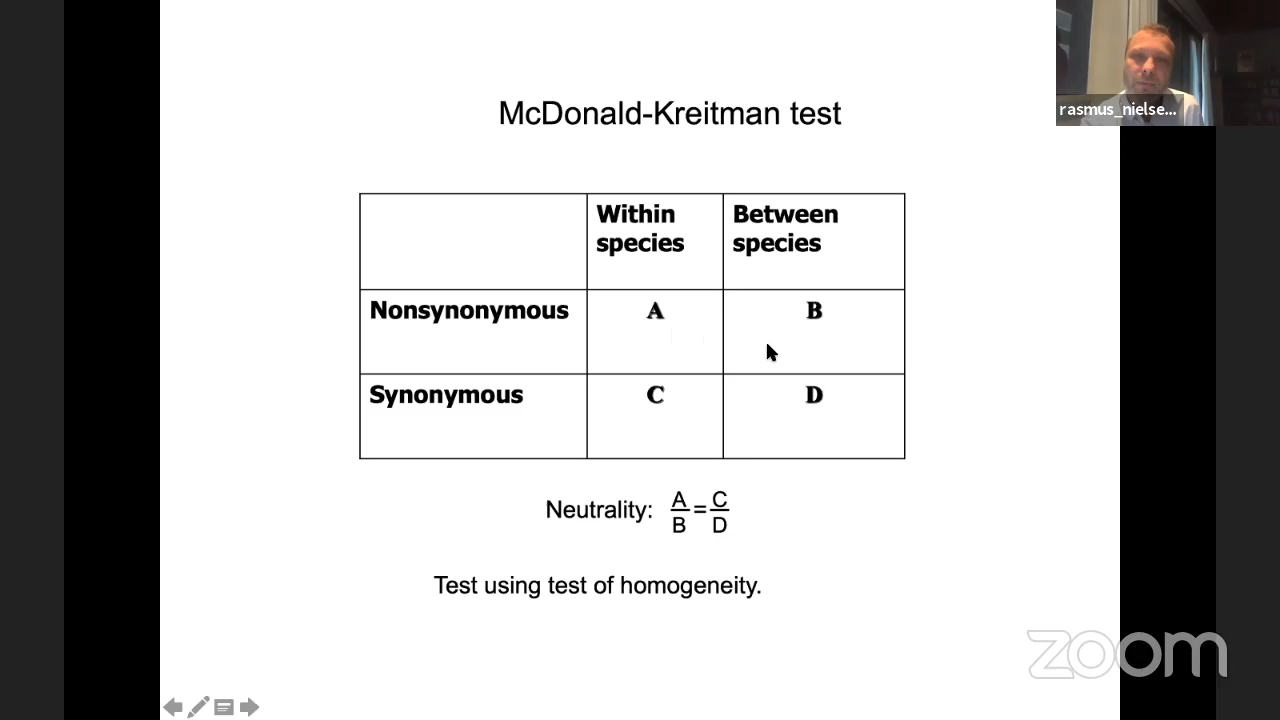 rasmus_nielse...
McDonald-Kreitman test
Within species
Between species
Nonsynonymous A B
Synonymous C D
Neutrality: A/B = C/D
Test using test of homogeneity.
zoom